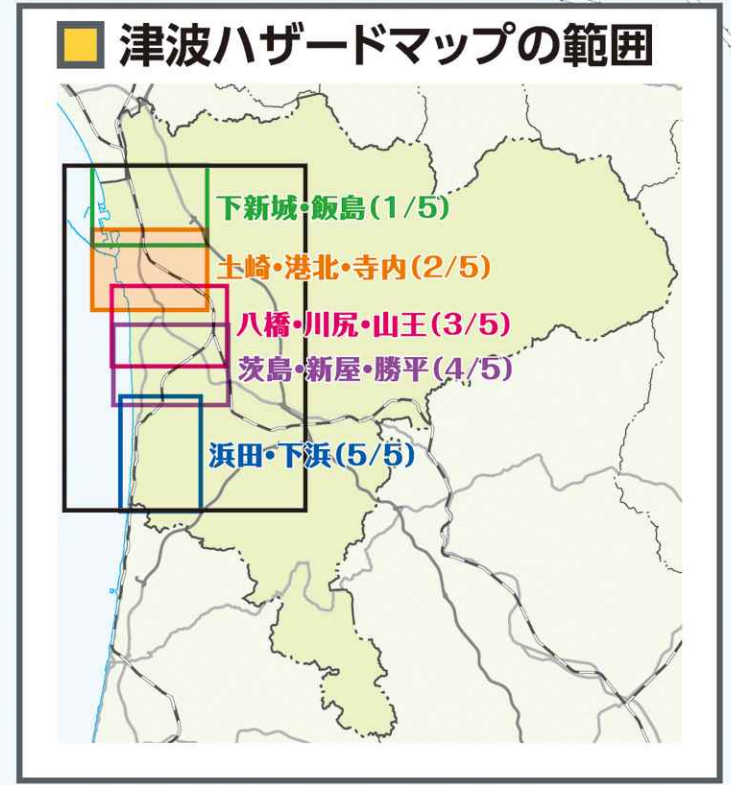 津波ハザードマップの範囲
下新城・飯島(1/5)
土崎・港北・寺内(2/5)
八橋・川尻・山王(3/5)
茨島・新屋・勝平(4/5)
浜田・下浜(5/5)